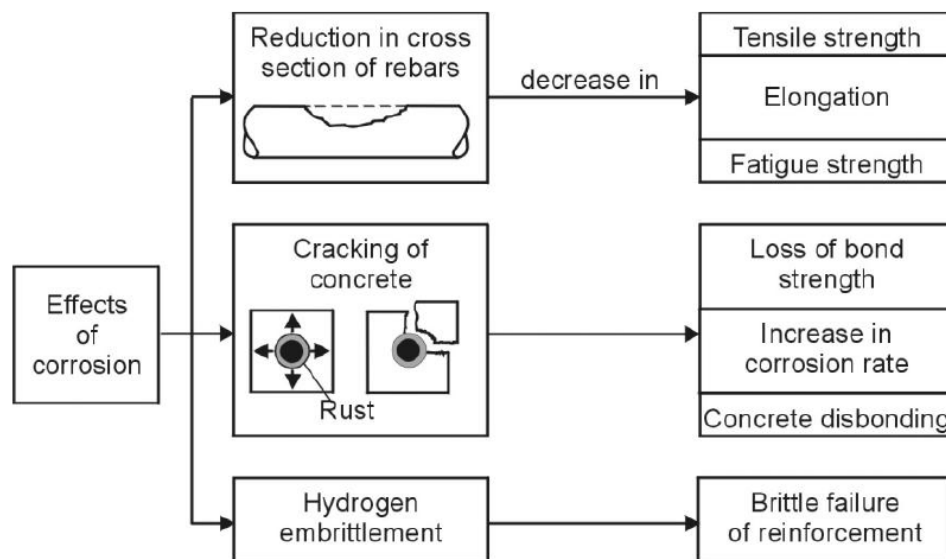 Effects
of
corrosion
Reduction in cross
section of rebars
decrease in
Tensile strength
Elongation
Fatigue strength
Cracking of
concrete
Rust
Loss of bond
strength
Increase in
corrosion rate
Concrete disbonding
Hydrogen
embrittlement
Brittle failure
of reinforcement